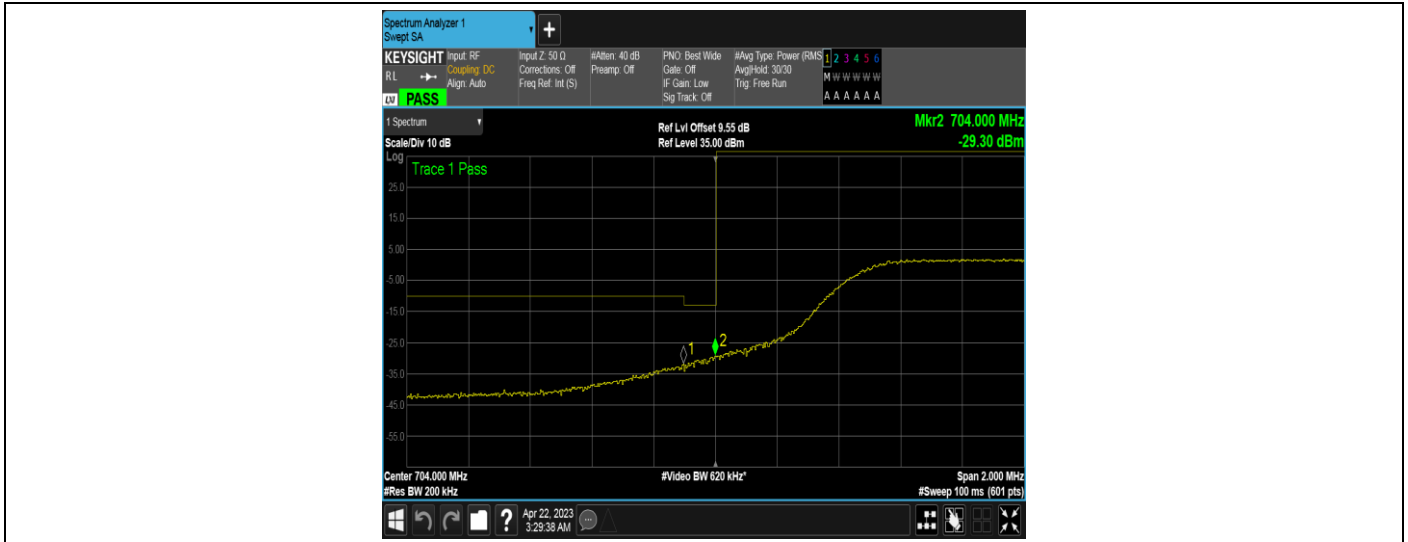 Spectrum Analyzer 1
Swept SA
+
KEYSIGHT Input: RF Input Z: 50 Ω #Atten: 40 dB PNO: Best Wide #Avg Type: Power (RMS 1 2 3 4 5 6
RL Coupling: DC Corrections: Off Preamp: Off Gate: Off Avg|Hold: 30/30 M W W W W W
Align: Auto Freq Ref: Int (S) IF Gain: Low Trig: Free Run
LXI PASS Sig Track: Off A A A A A A
1 Spectrum Ref Lvl Offset 9.55 dB Mkr2 704.000 MHz
Scale/Div 10 dB Ref Level 35.00 dBm -29.30 dBm
Log
Trace 1 Pass
25.0
15.0
5.00
-5.00
-15.0
-25.0
1
2
-35.0
-45.0
-55.0
Center 704.000 MHz #Video BW 620 kHz* Span 2.000 MHz
#Res BW 200 kHz #Sweep 100 ms (601 pts)
? Apr 22, 2023
3:29:38 AM